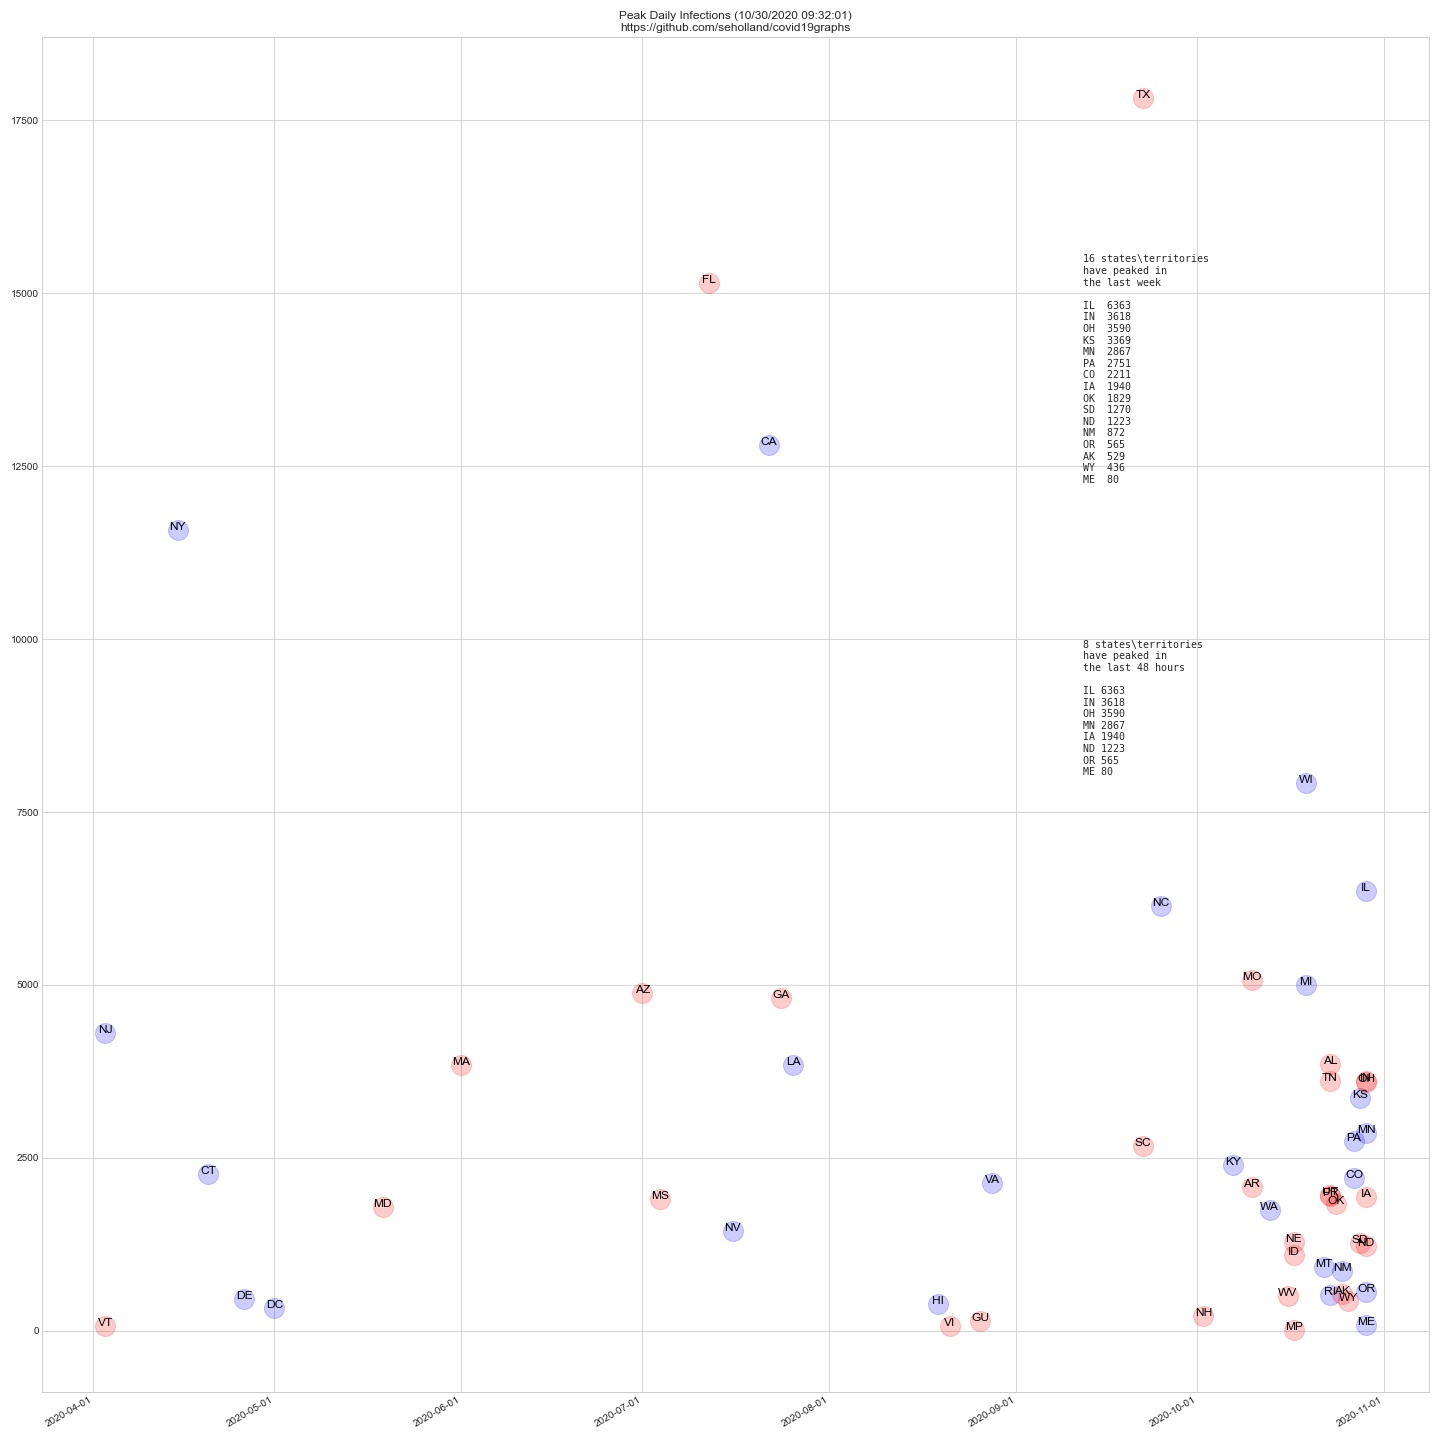 Peak Daily Infections (10/30/2020 09:32:01)
https://github.com/seholland/covid19graphs
TX
17500
16 states\territories
have peaked in
the last week
FL
15000
IL 6363
IN 3618
OH 3590
KS 3369
MN 2867
PA 2751
CO 2211
IA 1940
OK 1829
SD 1270
ND 1223
NM 872
OR 565
AK 529
WY 436
ME 80
CA
12500
NY
10000
8 states\territories
have peaked in
the last 48 hours
IL 6363
IN 3618
OH 3590
MN 2867
IA 1940
ND 1223
OR 565
ME 80
WI
7500
IL
NC
MO
MI
5000
AZ
GA
NJ
MA
LA
AL
TN
IN
OH
KS
MN
PA
SC
2500
KY
CT
CO
VA
AR
MD
MS
UT
IA
OK
WA
NV
NE
SD
ND
ID
MT
NM
DE
DC
HI
WV
RI
AK
WY
OR
VT
VI
GU
NH
MP
ME
0
2020-04-01
2020-05-01
2020-06-01
2020-07-01
2020-08-01
2020-09-01
2020-10-01
2020-11-01